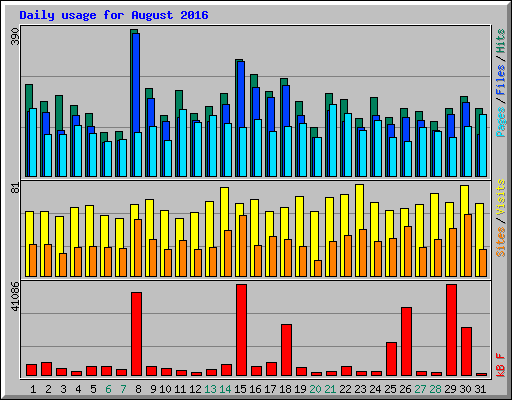 Daily usage for August 2016
390
Pages / Files / Hits
81
Sites / Visits
41086
kB F
1 2 3 4 5 6 7 8 9 10 11 12 13 14 15 16 17 18 19 20 21 22 23 24 25 26 27 28 29 30 31